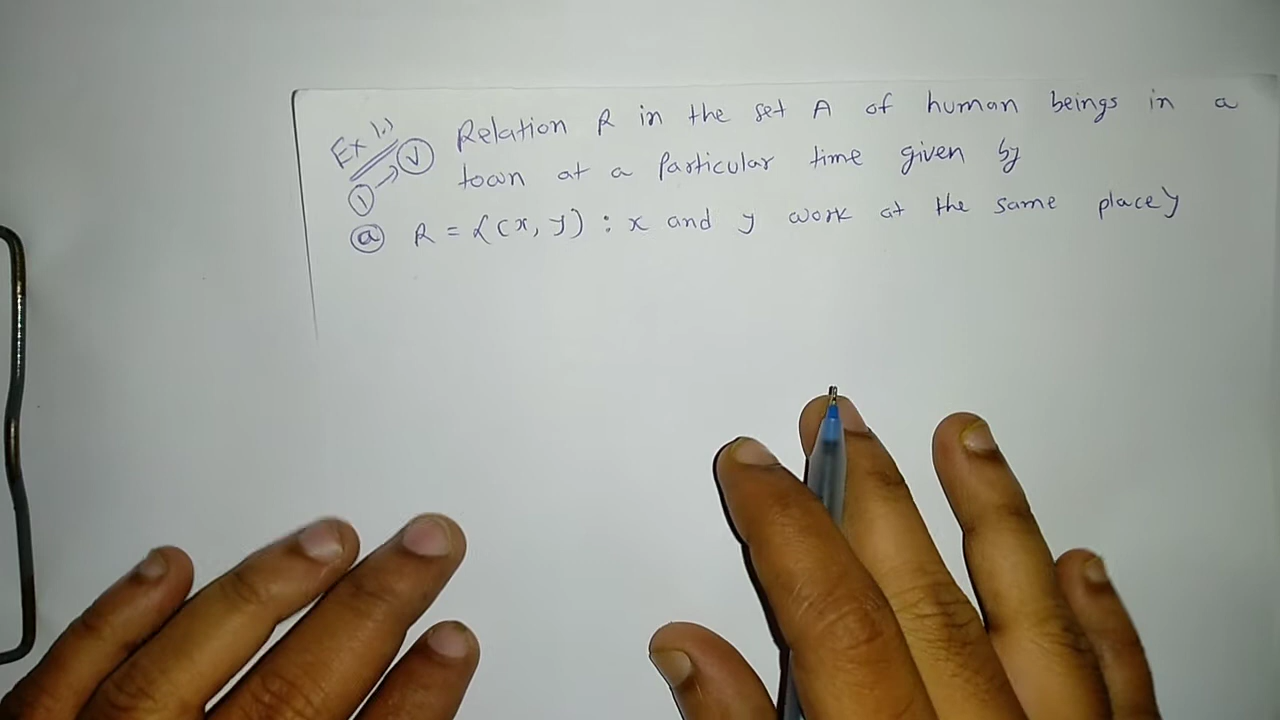 Ex 1.1
Relation R in the set A of human beings in a
① → ⓥ town at a particular time given by
ⓐ R = {(x, y) : x and y work at the same place}